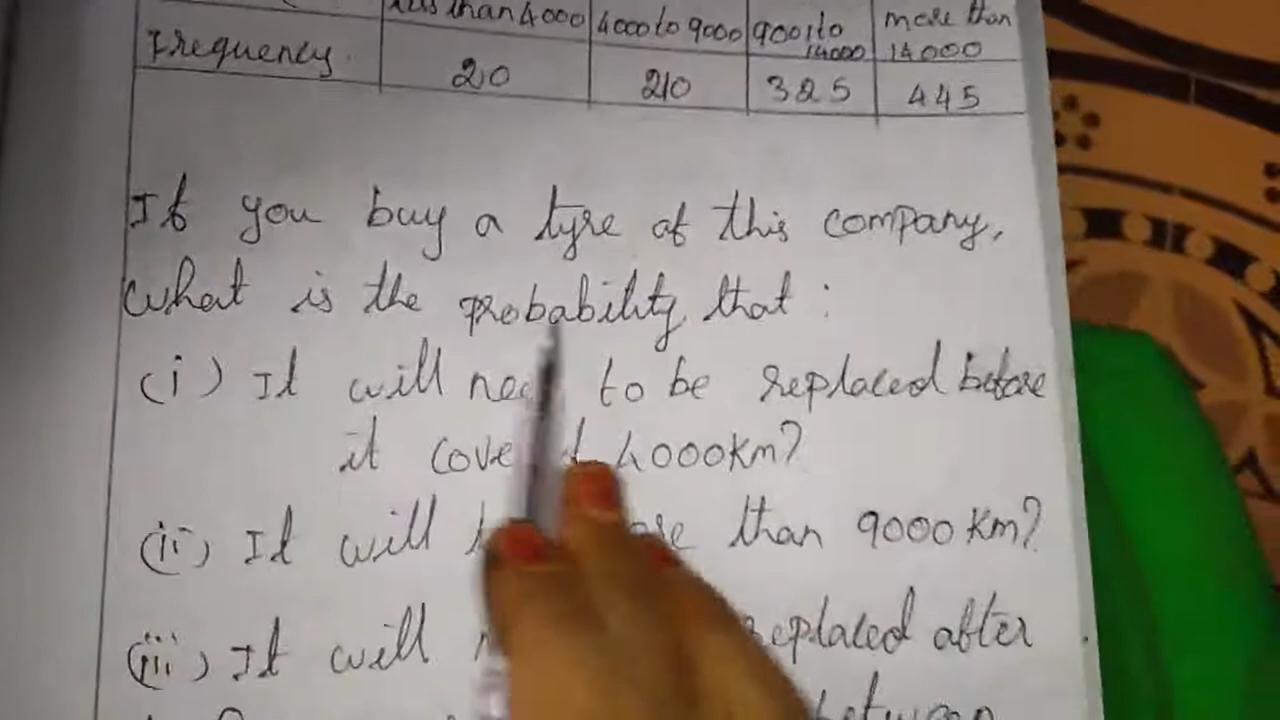 less than 4000 4000 to 9000 9001 to 14000 more than 14000
Frequency 20 210 325 445
If you buy a tyre of this company,
what is the probability that :
(i) It will to be replaced before
it 4000km?
(ii) It will than 9000 km?
(iii) It will replaced after
between